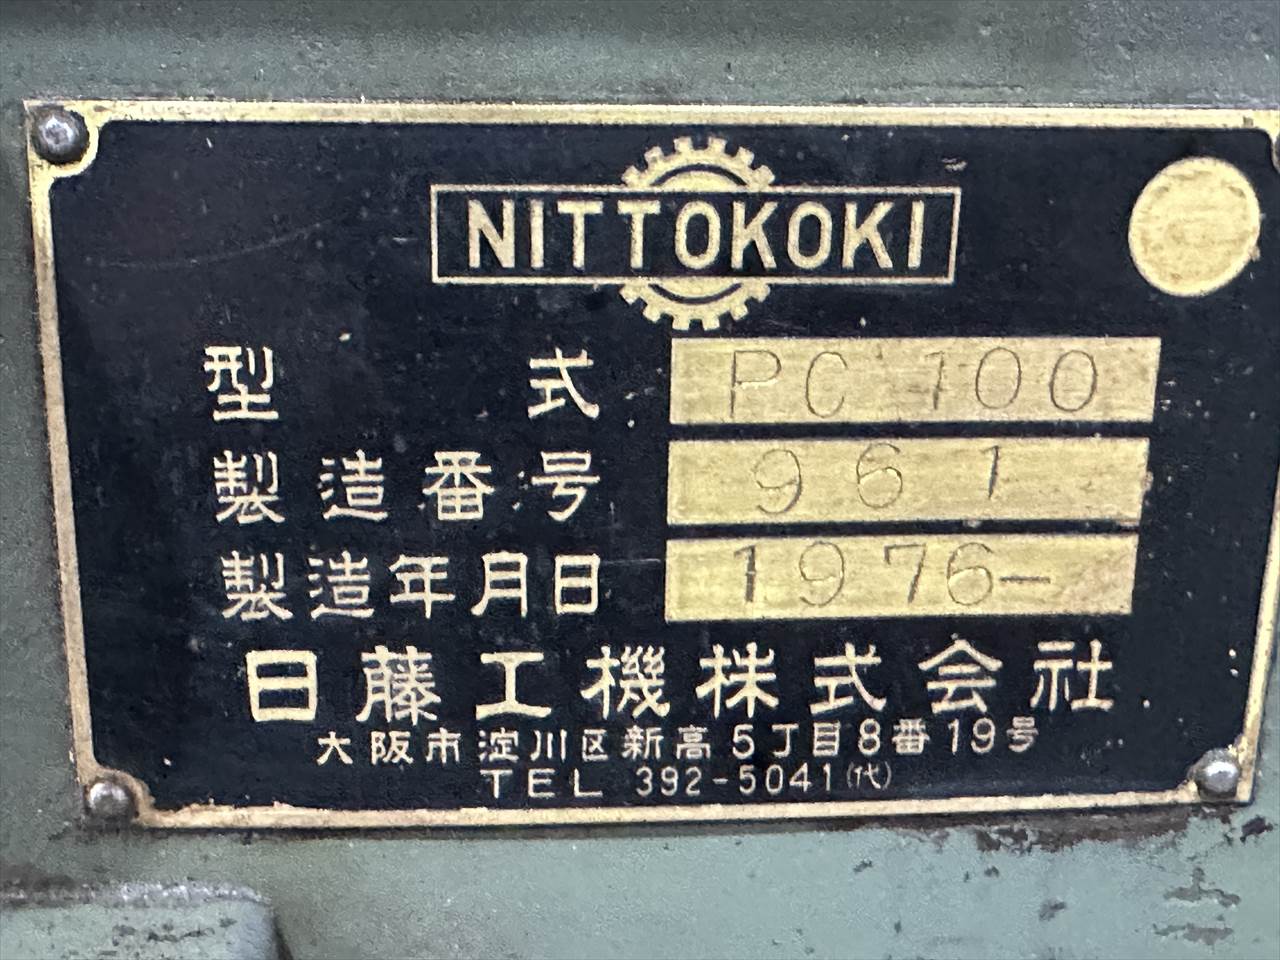 NITTOKOKI
型式 PC 100
製造番号 961
製造年月日 1976-
日藤工機株式会社
大阪市淀川区新高5丁目8番19号
TEL 392-5041(代)